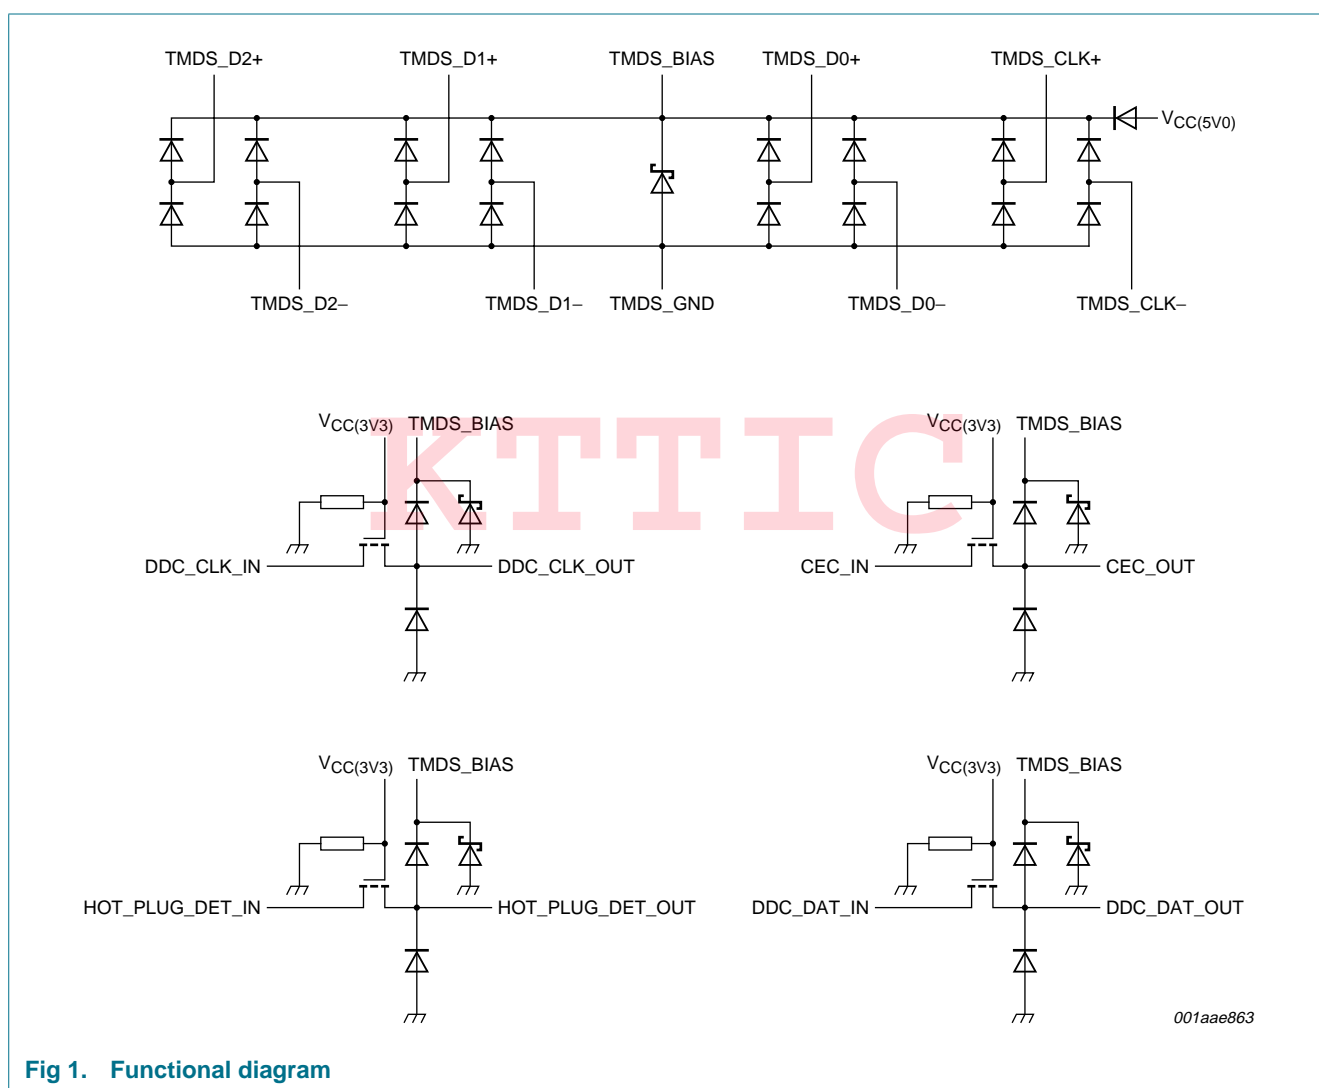 TMDS_D2+ TMDS_D1+ TMDS_BIAS TMDS_D0+ TMDS_CLK+
VCC(5V0)
TMDS_D2− TMDS_D1− TMDS_GND TMDS_D0− TMDS_CLK−
VCC(3V3) TMDS_BIAS VCC(3V3) TMDS_BIAS
KTTIC
DDC_CLK_IN DDC_CLK_OUT CEC_IN CEC_OUT
VCC(3V3) TMDS_BIAS VCC(3V3) TMDS_BIAS
HOT_PLUG_DET_IN HOT_PLUG_DET_OUT DDC_DAT_IN DDC_DAT_OUT
001aae863
Fig 1. Functional diagram